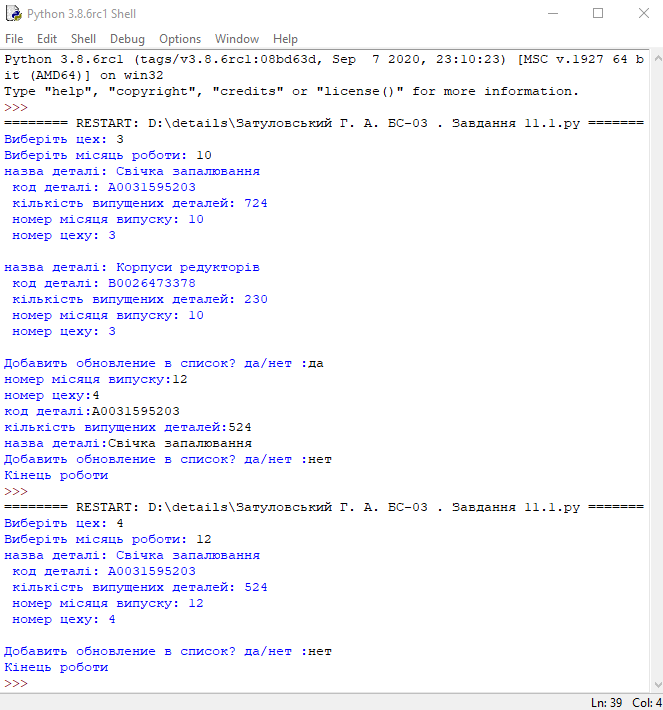 Python 3.8.6rc1 Shell
File Edit Shell Debug Options Window Help
Python 3.8.6rc1 (tags/v3.8.6rc1:08bd63d, Sep  7 2020, 23:10:23) [MSC v.1927 64 b
it (AMD64)] on win32
Type "help", "copyright", "credits" or "license()" for more information.
>>>
======== RESTART: D:\details\Затуловський Г. А. БС-03 . Завдання 11.1.py =======
Виберіть цех: 3
Виберіть місяць роботи: 10
назва деталі: Свічка запалювання
 код деталі: A0031595203
 кількість випущених деталей: 724
 номер місяця випуску: 10
 номер цеху: 3

назва деталі: Корпуси редукторів
 код деталі: B0026473378
 кількість випущених деталей: 230
 номер місяця випуску: 10
 номер цеху: 3

Добавить обновление в список? да/нет :да
номер місяця випуску:12
номер цеху:4
код деталі:A0031595203
кількість випущених деталей:524
назва деталі:Свічка запалювання
Добавить обновление в список? да/нет :нет
Кінець роботи
>>>
======== RESTART: D:\details\Затуловський Г. А. БС-03 . Завдання 11.1.py =======
Виберіть цех: 4
Виберіть місяць роботи: 12
назва деталі: Свічка запалювання
 код деталі: A0031595203
 кількість випущених деталей: 524
 номер місяця випуску: 12
 номер цеху: 4

Добавить обновление в список? да/нет :нет
Кінець роботи
>>>
Ln: 39 Col: 4